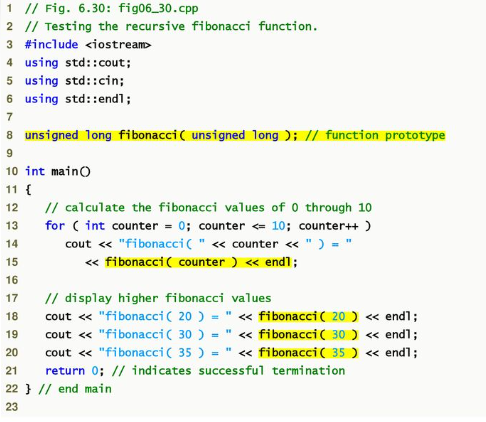 1 // Fig. 6.30: fig06_30.cpp
2 // Testing the recursive fibonacci function.
3 #include <iostream>
4 using std::cout;
5 using std::cin;
6 using std::endl;
7
8 unsigned long fibonacci( unsigned long ); // function prototype
9
10 int main()
11 {
12 // calculate the fibonacci values of 0 through 10
13 for ( int counter = 0; counter <= 10; counter++ )
14 cout << "fibonacci( " << counter << " ) = "
15 << fibonacci( counter ) << endl;
16
17 // display higher fibonacci values
18 cout << "fibonacci( 20 ) = " << fibonacci( 20 ) << endl;
19 cout << "fibonacci( 30 ) = " << fibonacci( 30 ) << endl;
20 cout << "fibonacci( 35 ) = " << fibonacci( 35 ) << endl;
21 return 0; // indicates successful termination
22 } // end main
23